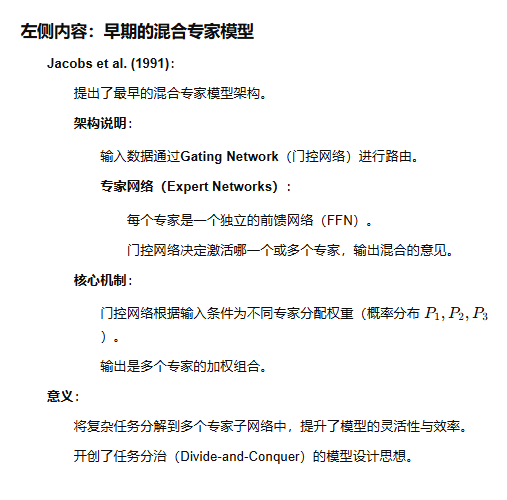 左侧内容：早期的混合专家模型
Jacobs et al. (1991)：
提出了最早的混合专家模型架构。
架构说明：
输入数据通过Gating Network（门控网络）进行路由。
专家网络（Expert Networks）：
每个专家是一个独立的前馈网络（FFN）。
门控网络决定激活哪一个或多个专家，输出混合的意见。
核心机制：
门控网络根据输入条件为不同专家分配权重（概率分布 P₁, P₂, P₃
）。
输出是多个专家的加权组合。
意义：
将复杂任务分解到多个专家子网络中，提升了模型的灵活性与效率。
开创了任务分治（Divide-and-Conquer）的模型设计思想。